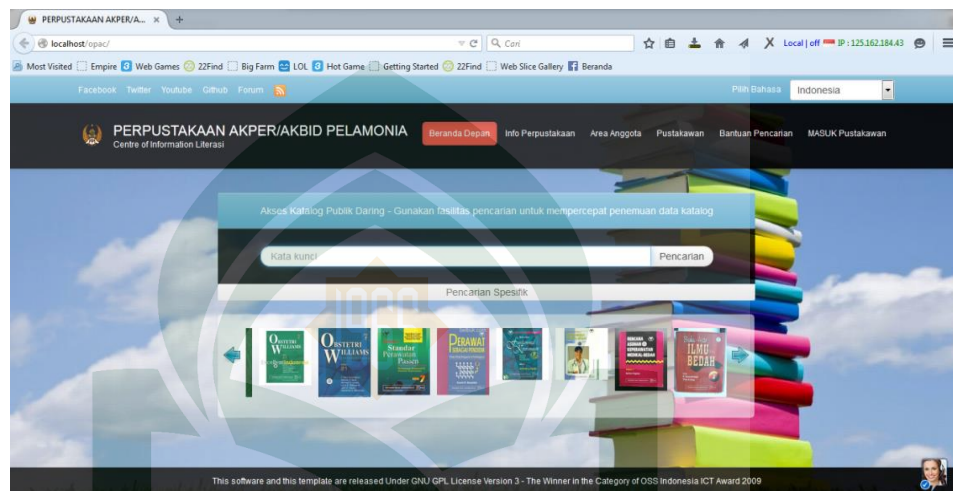 PERPUSTAKAAN AKPER/A...
localhost/opac/
Cari
Local | off IP : 125.162.184.43
Most Visited Empire Web Games 22Find Big Farm LOL Hot Game Getting Started 22Find Web Slice Gallery Beranda
Facebook Twitter Youtube Github Forum
Pilih Bahasa Indonesia
PERPUSTAKAAN AKPER/AKBID PELAMONIA
Centre of Information Literasi
Beranda Depan Info Perpustakaan Area Anggota Pustakawan Bantuan Pencarian MASUK Pustakawan
Akses Katalog Publik Daring - Gunakan fasilitas pencarian untuk mempercepat penemuan data katalog
Kata kunci
Pencarian
Pencarian Spesifik
OBSTETRI WILLIAMS
OBSTETRI WILLIAMS
21
Standar Perawatan Pasien
PERAWAT
ILMU BEDAH
This software and this template are released Under GNU GPL License Version 3 - The Winner in the Category of OSS Indonesia ICT Award 2009